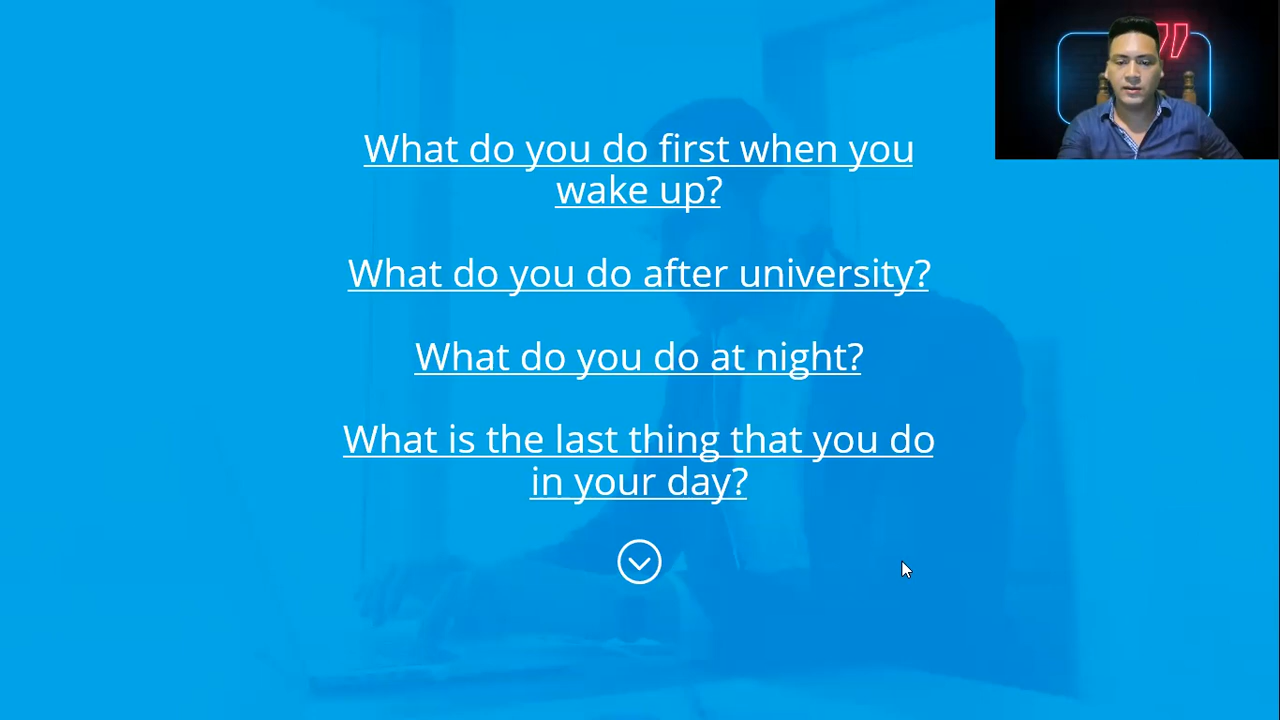 What do you do first when you
wake up?
What do you do after university?
What do you do at night?
What is the last thing that you do
in your day?